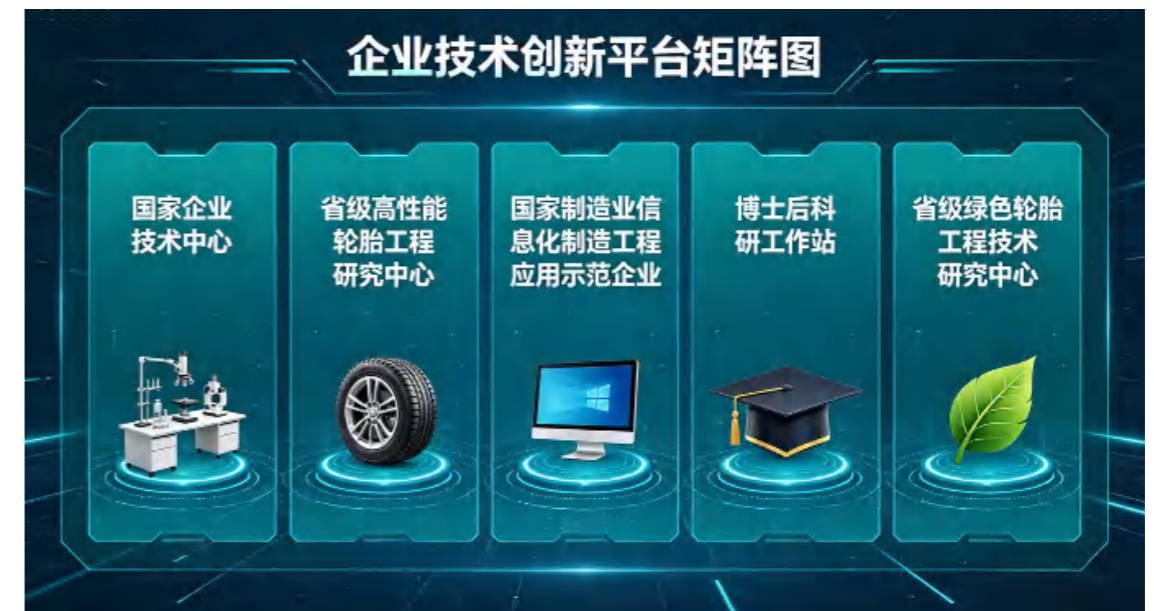 企业技术创新平台矩阵图
国家企业
技术中心
省级高性能
轮胎工程
研究中心
国家制造业信
息化制造工程
应用示范企业
博士后科
研工作站
省级绿色轮胎
工程技术
研究中心